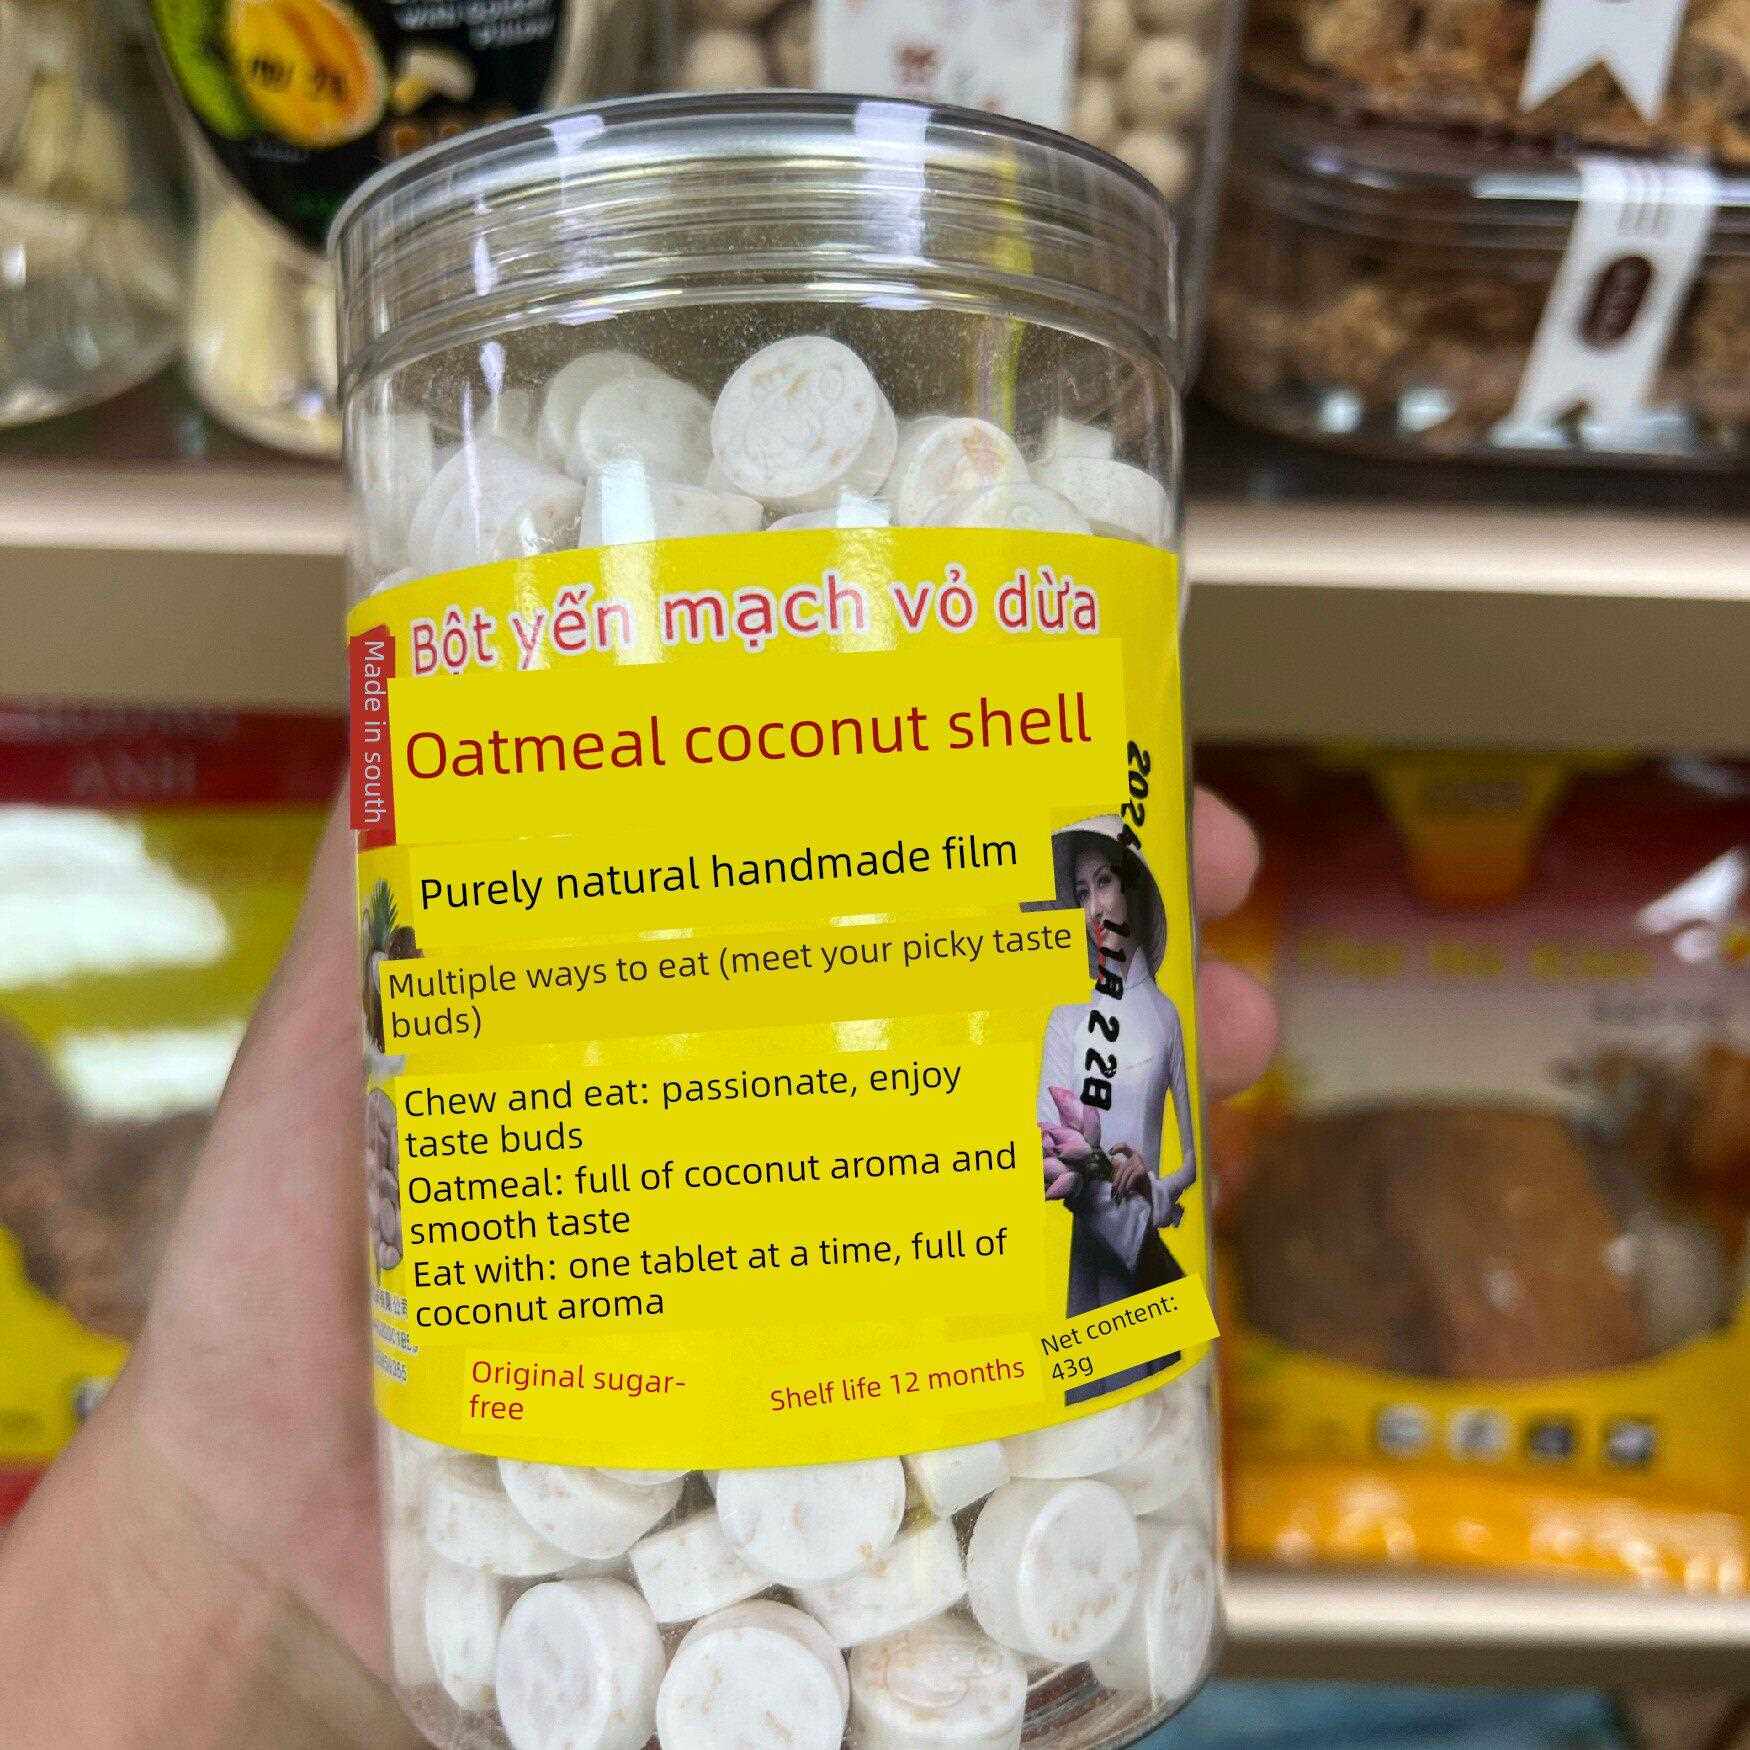 Bột yến mạch vỏ dừa
Made in south
Oatmeal coconut shell
Purely natural handmade film
Multiple ways to eat (meet your picky taste
buds)
Chew and eat: passionate, enjoy
taste buds
Oatmeal: full of coconut aroma and
smooth taste
Eat with: one tablet at a time, full of
coconut aroma
Original sugar-
free
Shelf life 12 months
Net content:
43g
ANH